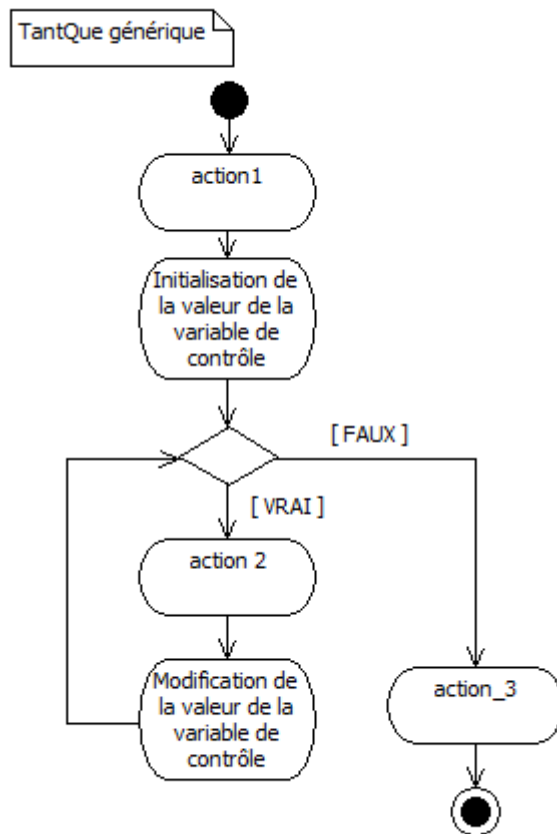 TantQue générique
action1
Initialisation de
la valeur de la
variable de
contrôle
[ FAUX ]
[ VRAI ]
action 2
Modification de
la valeur de la
variable de
contrôle
action_3